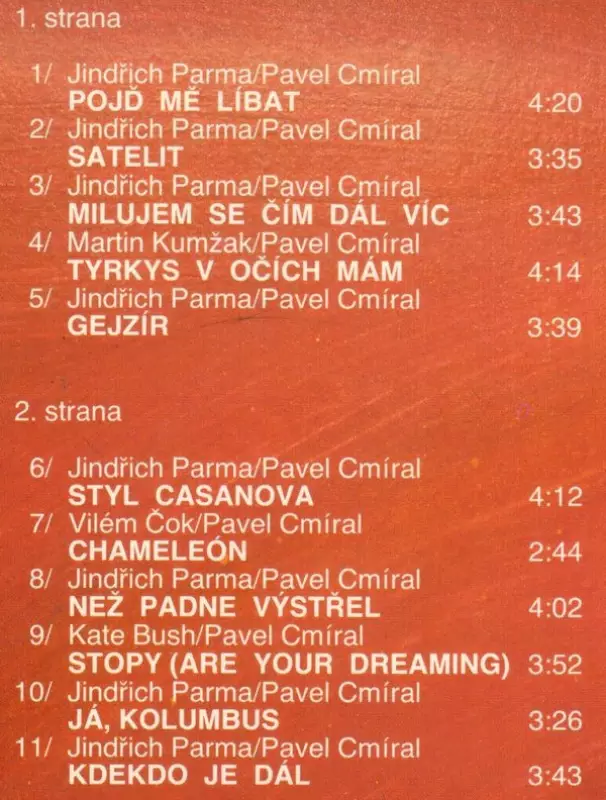 1. strana
1/ Jindřich Parma/Pavel Cmíral
POJĎ MĚ LÍBAT 4:20
2/ Jindřich Parma/Pavel Cmíral
SATELIT 3:35
3/ Jindřich Parma/Pavel Cmíral
MILUJEM SE ČÍM DÁL VÍC 3:43
4/ Martin Kumžak/Pavel Cmíral
TYRKYS V OČÍCH MÁM 4:14
5/ Jindřich Parma/Pavel Cmíral
GEJZÍR 3:39
2. strana
6/ Jindřich Parma/Pavel Cmíral
STYL CASANOVA 4:12
7/ Vilém Čok/Pavel Cmíral
CHAMELEÓN 2:44
8/ Jindřich Parma/Pavel Cmíral
NEŽ PADNE VÝSTŘEL 4:02
9/ Kate Bush/Pavel Cmíral
STOPY (ARE YOUR DREAMING) 3:52
10/ Jindřich Parma/Pavel Cmíral
JÁ, KOLUMBUS 3:26
11/ Jindřich Parma/Pavel Cmíral
KDEKDO JE DÁL 3:43